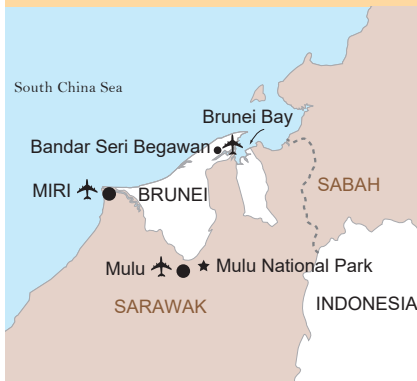 South China Sea
Brunei Bay
Bandar Seri Begawan
MIRI
BRUNEI
SABAH
Mulu
Mulu National Park
SARAWAK
INDONESIA